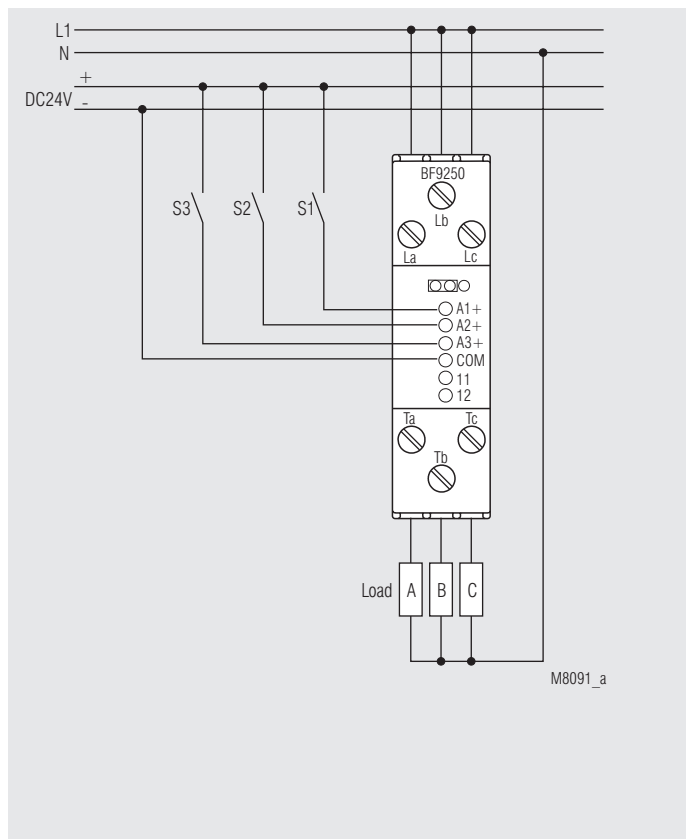 L1
N
+
DC24V -
BF9250
Lb
S3 S2 S1
La Lc
A1+
A2+
A3+
COM
11
12
Ta Tc
Tb
Load A B C
M8091_a